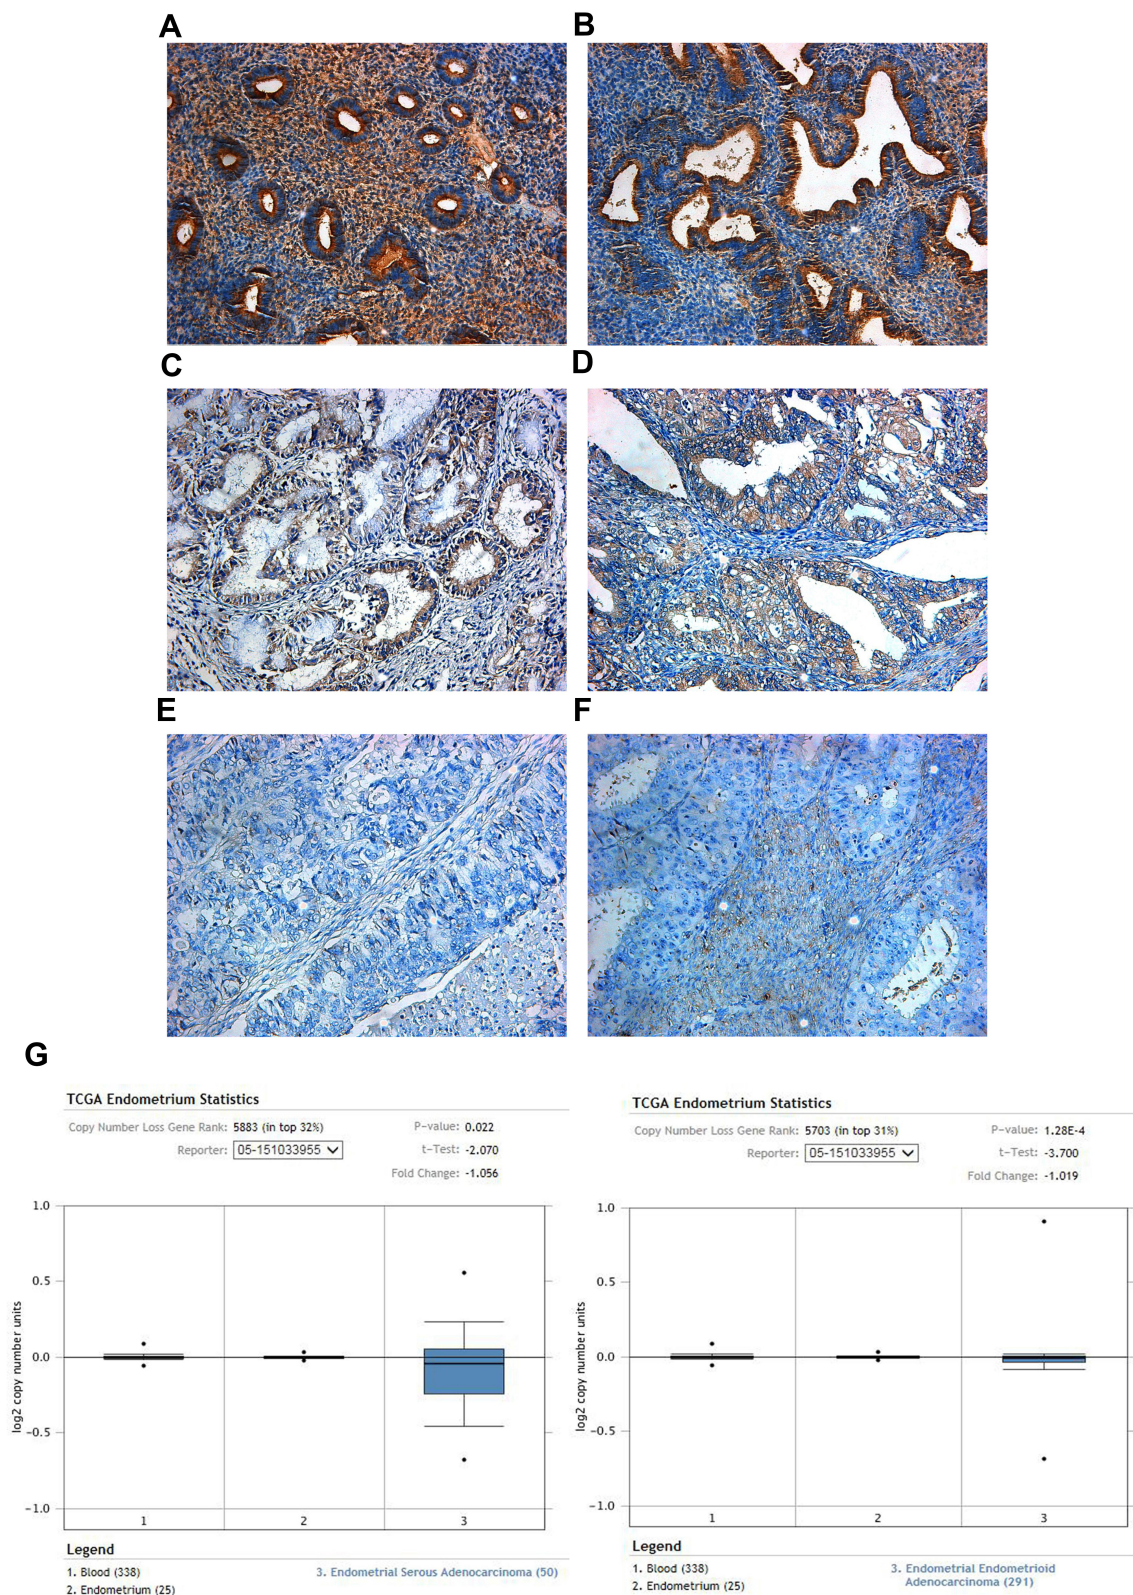 A
B
C
D
E
F
G
TCGA Endometrium Statistics
Copy Number Loss Gene Rank: 5883 (in top 32%)
P-value: 0.022
Reporter: 05-151033955
t-Test: -2.070
Fold Change: -1.056
1.0
0.5
0.0
-0.5
-1.0
log2 copy number units
1
2
3
Legend
1. Blood (338)
3. Endometrial Serous Adenocarcinoma (50)
2. Endometrium (25)
TCGA Endometrium Statistics
Copy Number Loss Gene Rank: 5703 (in top 31%)
P-value: 1.28E-4
Reporter: 05-151033955
t-Test: -3.700
Fold Change: -1.019
1.0
0.5
0.0
-0.5
-1.0
log2 copy number units
1
2
3
Legend
1. Blood (338)
3. Endometrial Endometrioid
Adenocarcinoma (291)
2. Endometrium (25)